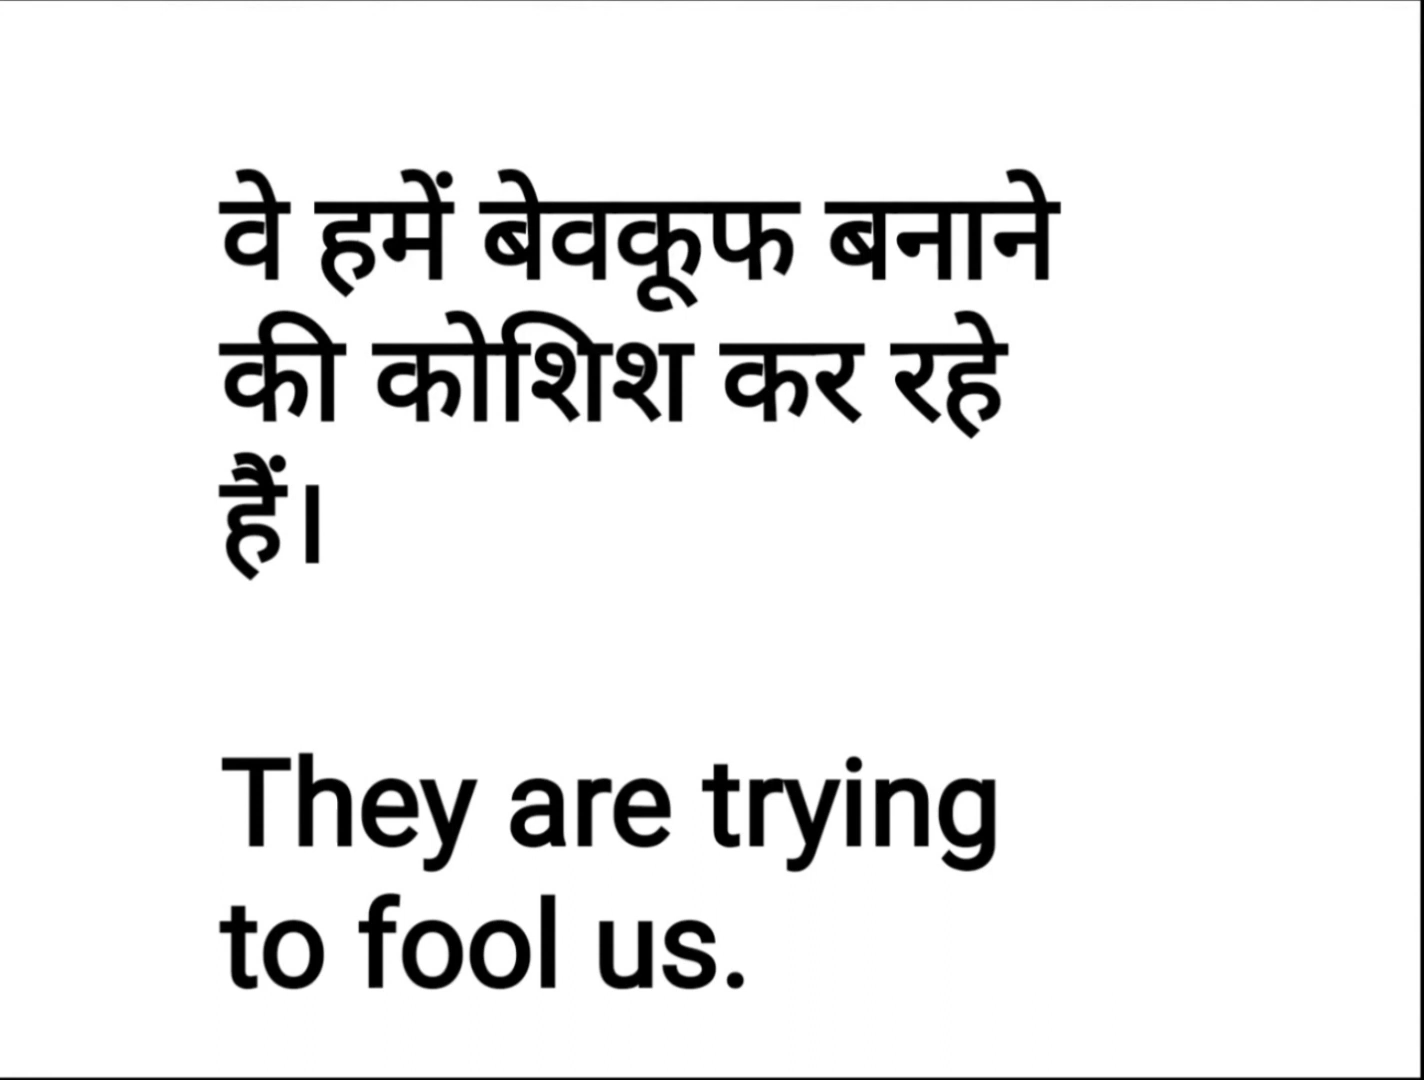 वे हमें बेवकूफ बनाने
की कोशिश कर रहे
हैं।
They are trying
to fool us.